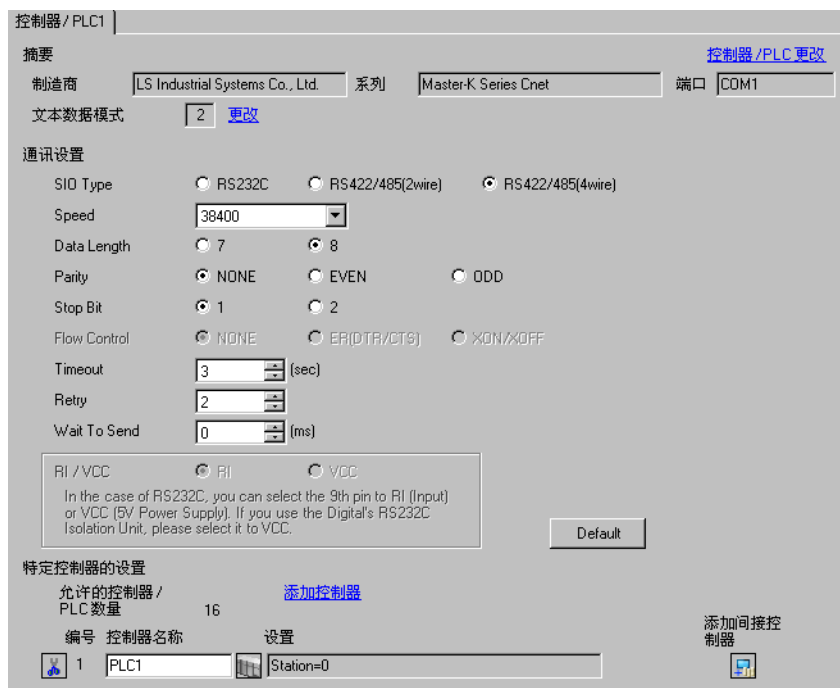 控制器/PLC1
摘要 控制器/PLC更改
制造商 LS Industrial Systems Co., Ltd. 系列 Master-K Series Cnet 端口 COM1
文本数据模式 2 更改
通讯设置
SIO Type RS232C RS422/485(2wire) RS422/485(4wire)
Speed 38400
Data Length 7 8
Parity NONE EVEN ODD
Stop Bit 1 2
Flow Control NONE ER(DTR/CTS) XON/XOFF
Timeout 3 (sec)
Retry 2
Wait To Send 0 (ms)
RI / VCC RI VCC
In the case of RS232C, you can select the 9th pin to RI (Input)
or VCC (5V Power Supply). If you use the Digital's RS232C
Isolation Unit, please select it to VCC.
Default
特定控制器的设置
允许的控制器/
PLC数量 16 添加控制器
添加间接控
制器
编号 控制器名称 设置
1 PLC1 Station=0